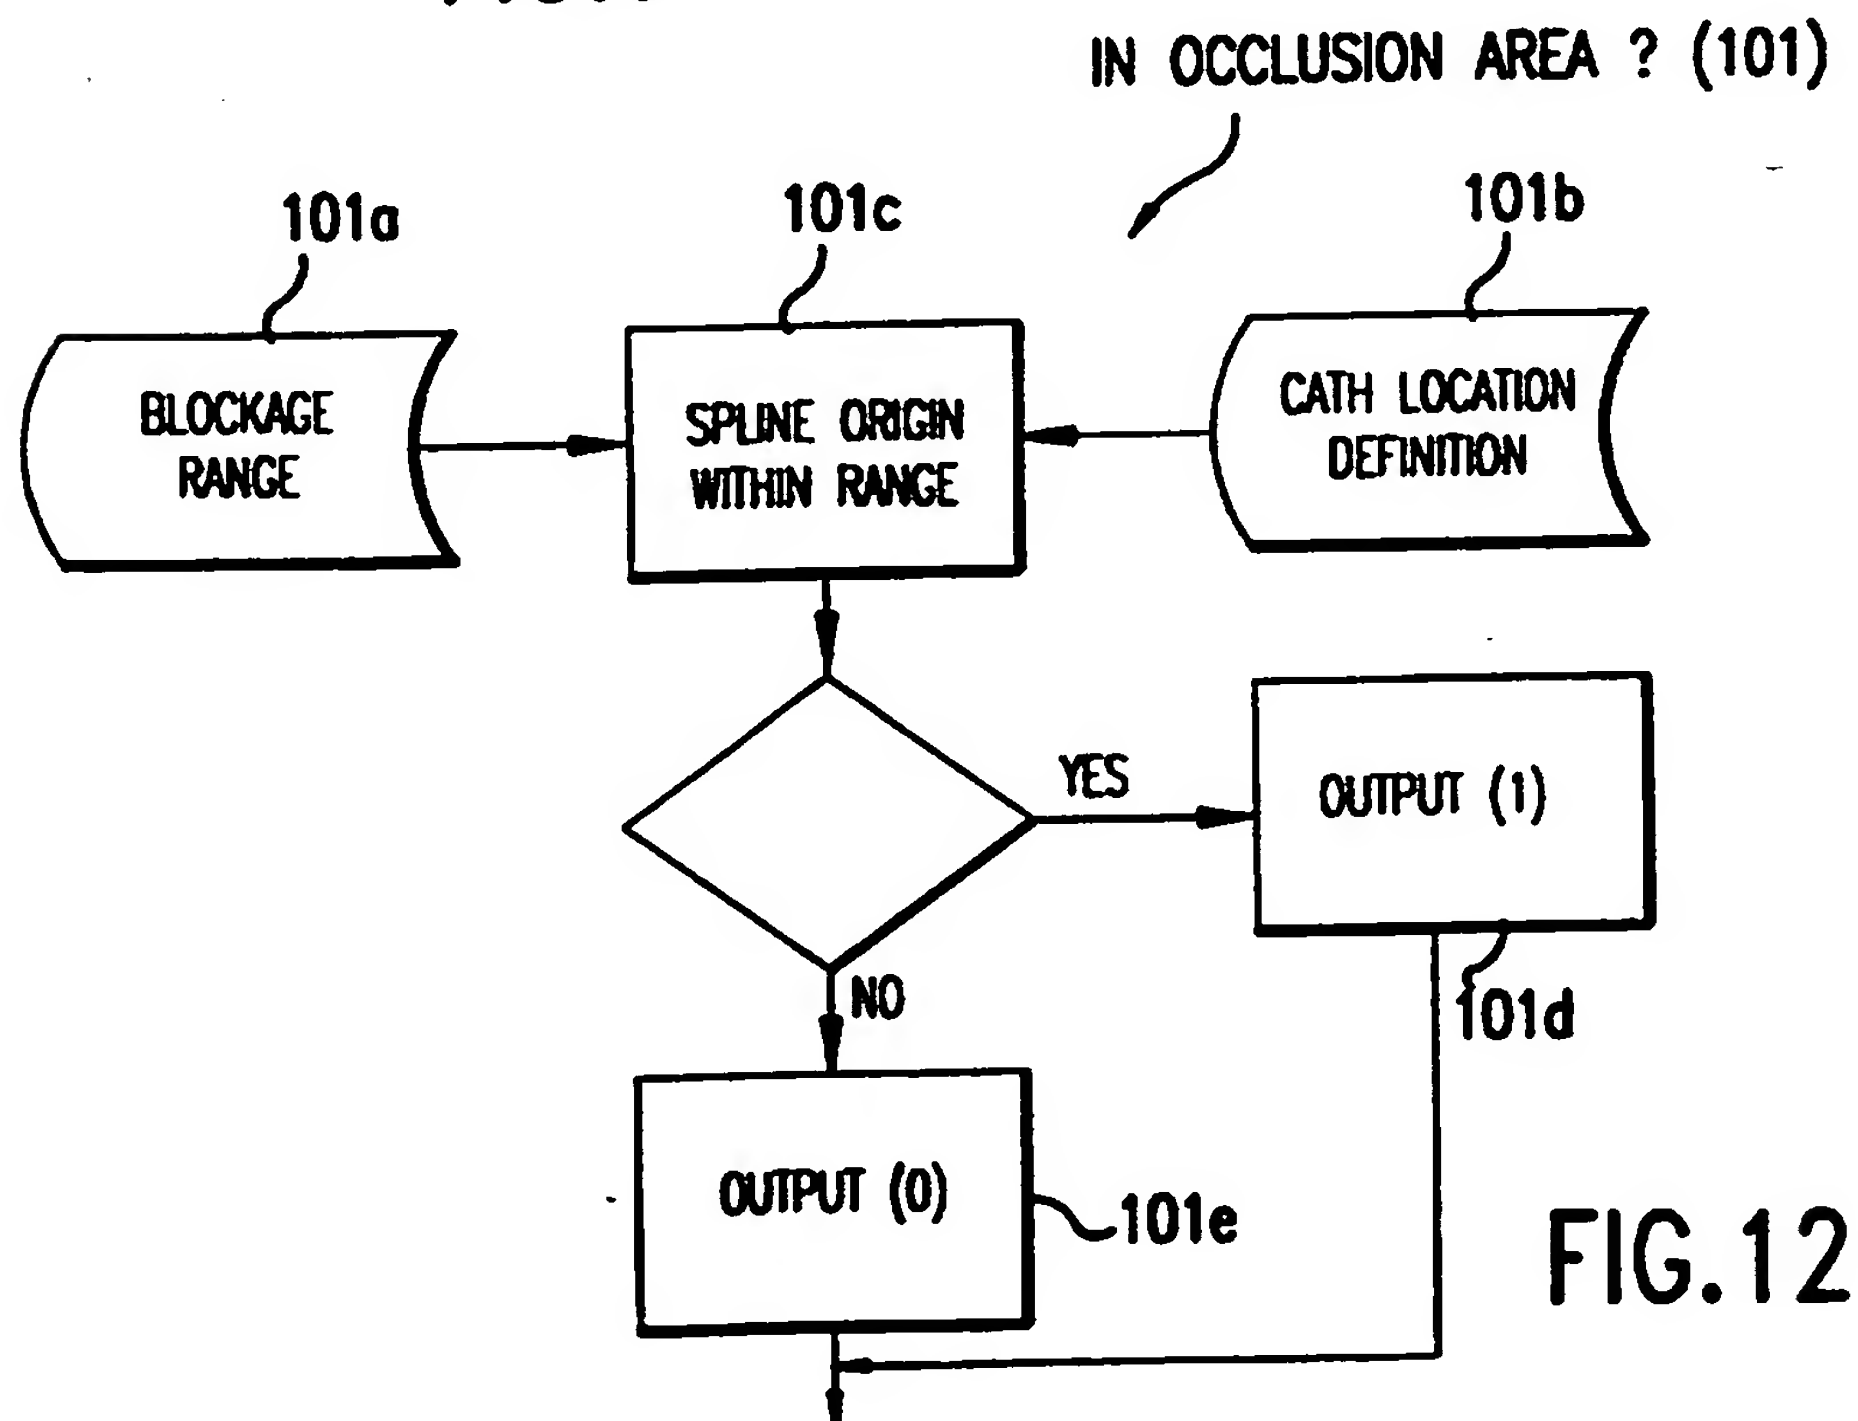 IN OCCLUSION AREA ? (101)
101a
101c
101b
BLOCKAGE
RANGE
SPLINE ORIGIN
WITHIN RANGE
CATH LOCATION
DEFINITION
YES
OUTPUT (1)
NO
101d
OUTPUT (0)
101e
FIG.12